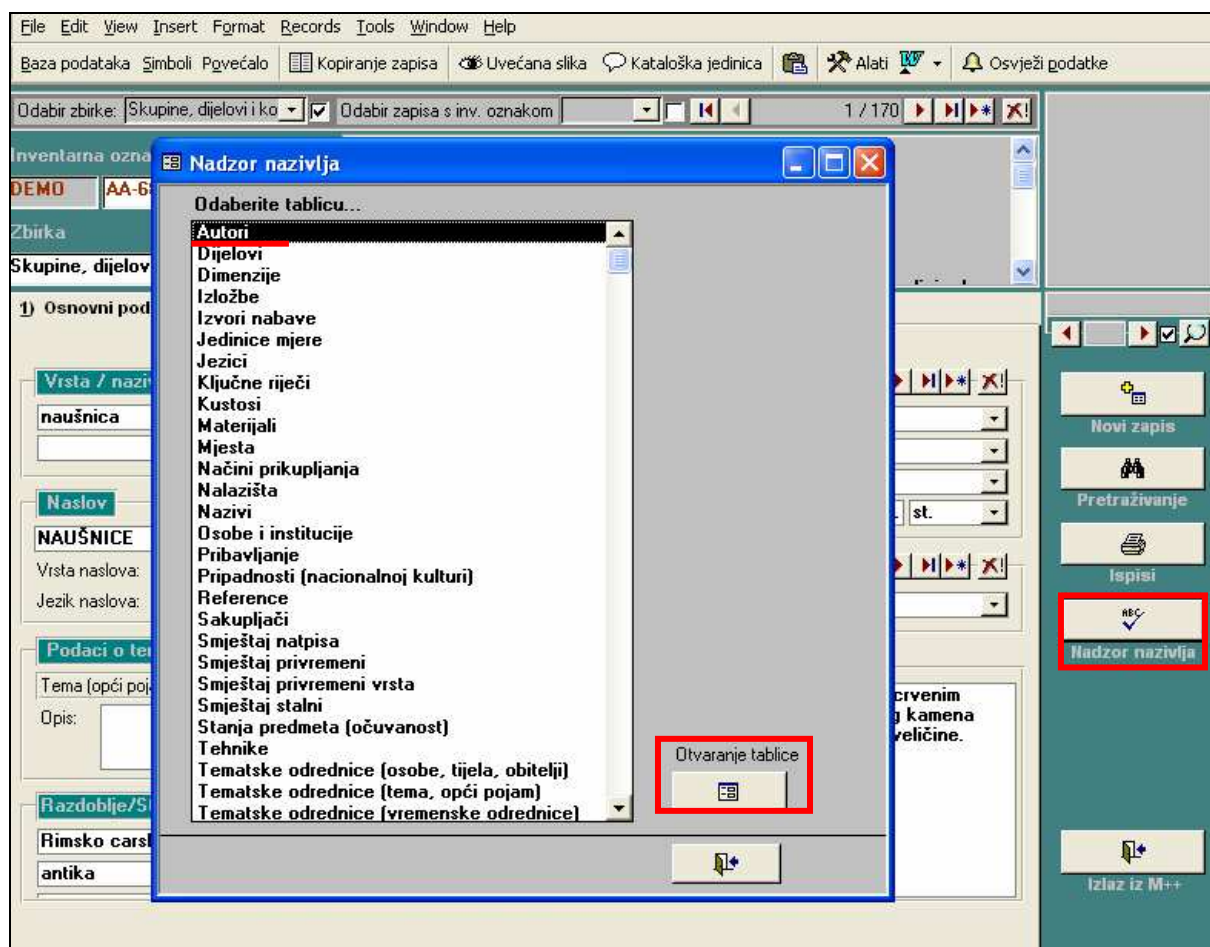 File Edit View Insert Format Records Tools Window Help
Baza podataka Simboli Povećalo Kopiranje zapisa Uvećana slika Kataloška jedinica Alati Osvježi podatke
Odabir zbirke: Skupine, dijelovi i ko Odabir zapisa s inv. oznakom 1 / 170
Inventarna ozna
DEMO AA-6
Zbirka
Skupine, dijelov
1) Osnovni pod
Vrsta / naziv
naušnica
Naslov
NAUŠNICE
Vrsta naslova:
Jezik naslova:
Podaci o te
Tema (opći poj
Opis:
Razdoblje/S
Rimsko cars
antika
Nadzor nazivlja
Odaberite tablicu...
Autori
Dijelovi
Dimenzije
Izložbe
Izvori nabave
Jedinice mjere
Jezici
Ključne riječi
Kustosi
Materijali
Mjesta
Načini prikupljanja
Nalazišta
Nazivi
Osobe i institucije
Pribavljanje
Pripadnosti (nacionalnoj kulturi)
Reference
Sakupljači
Smještaj natpisa
Smještaj privremeni
Smještaj privremeni vrsta
Smještaj stalni
Stanja predmeta (očuvanost)
Tehnike
Tematske odrednice (osobe, tijela, obitelji)
Tematske odrednice (tema, opći pojam)
Tematske odrednice (vremenske odrednice)
Otvaranje tablice
st.
crvenim
g kamena
veličine.
Novi zapis
Pretraživanje
Ispisi
ABC
Nadzor nazivlja
Izlaz iz M++